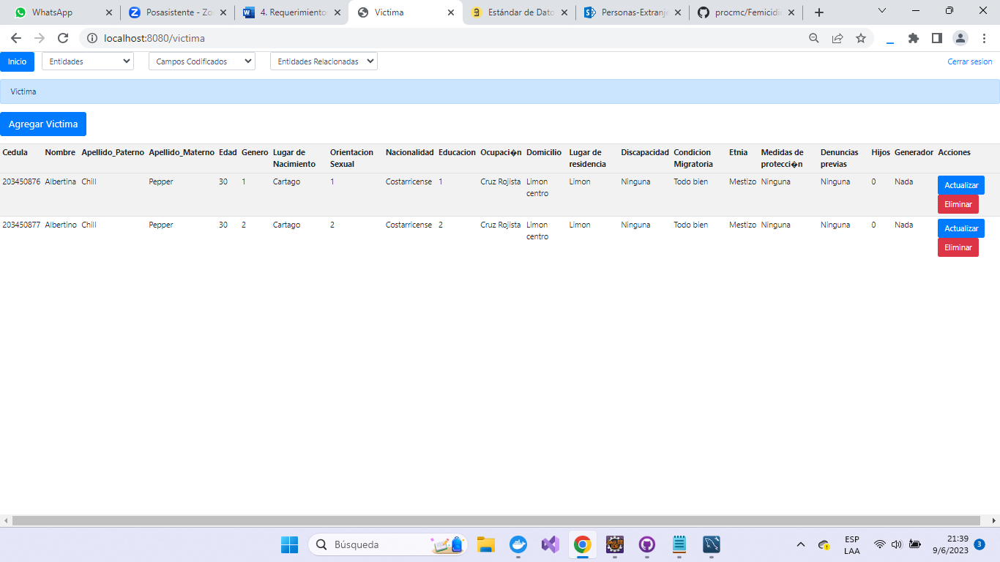 WhatsApp
Posasistente - Zo
4. Requerimiento
Victima
Estándar de Dato
Personas-Extranje
procmc/Femicidi
localhost:8080/victima
Inicio
Entidades
Campos Codificados
Entidades Relacionadas
Cerrar sesion
Victima
Agregar Victima
Cedula Nombre Apellido_Paterno Apellido_Materno Edad Genero Lugar de Nacimiento Orientacion Sexual Nacionalidad Educacion Ocupaci�n Domicilio Lugar de residencia Discapacidad Condicion Migratoria Etnia Medidas de protecci�n Denuncias previas Hijos Generador Acciones
203450876 Albertina Chill Pepper 30 1 Cartago 1 Costarricense 1 Cruz Rojista Limon centro Limon Ninguna Todo bien Mestizo Ninguna Ninguna 0 Nada Actualizar
Eliminar
203450877 Albertino Chill Pepper 30 2 Cartago 2 Costarricense 2 Cruz Rojista Limon centro Limon Ninguna Todo bien Mestizo Ninguna Ninguna 0 Nada Actualizar
Eliminar
Búsqueda
ESP
LAA
21:39
9/6/2023
3